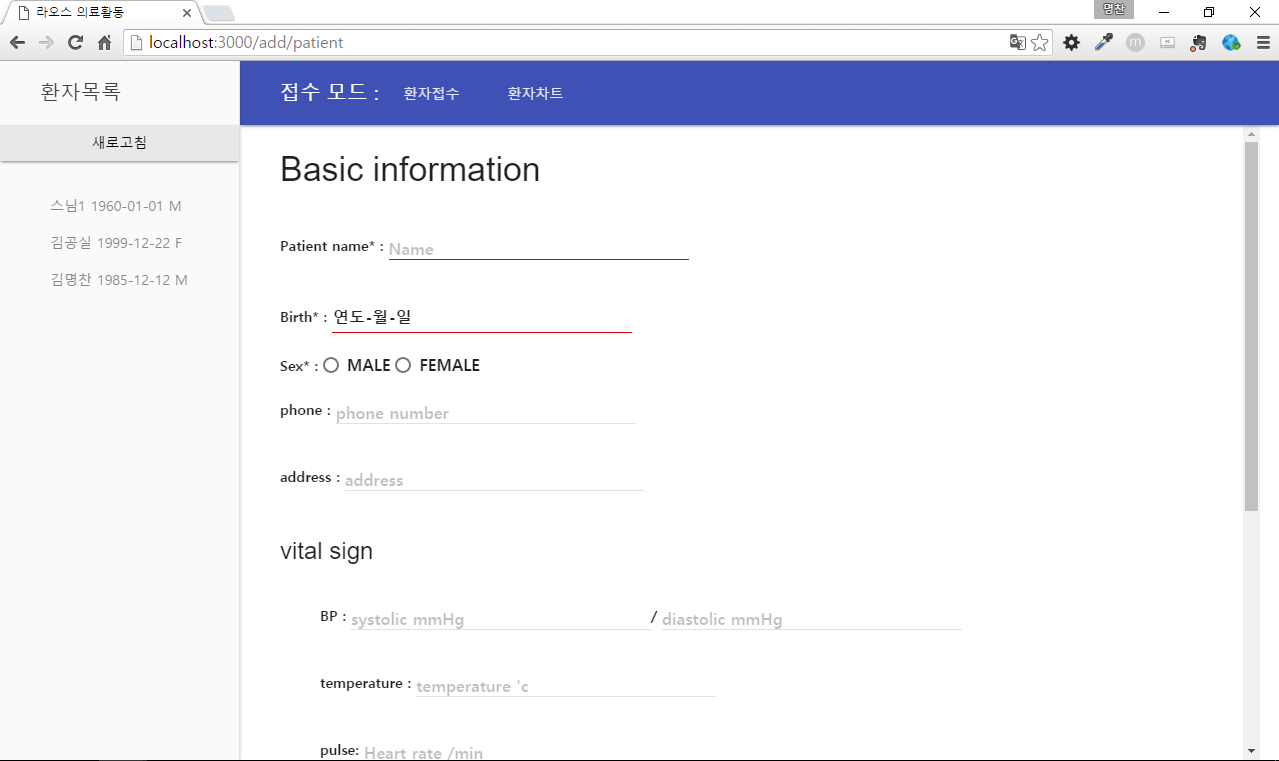 라오스 의료활동
명찬
localhost:3000/add/patient
환자목록
접수 모드 : 환자접수 환자차트
새로고침
스님1 1960-01-01 M
김공실 1999-12-22 F
김명찬 1985-12-12 M
Basic information
Patient name* : Name
Birth* : 연도-월-일
Sex* : MALE FEMALE
phone : phone number
address : address
vital sign
BP : systolic mmHg / diastolic mmHg
temperature : temperature 'c
pulse: Heart rate /min